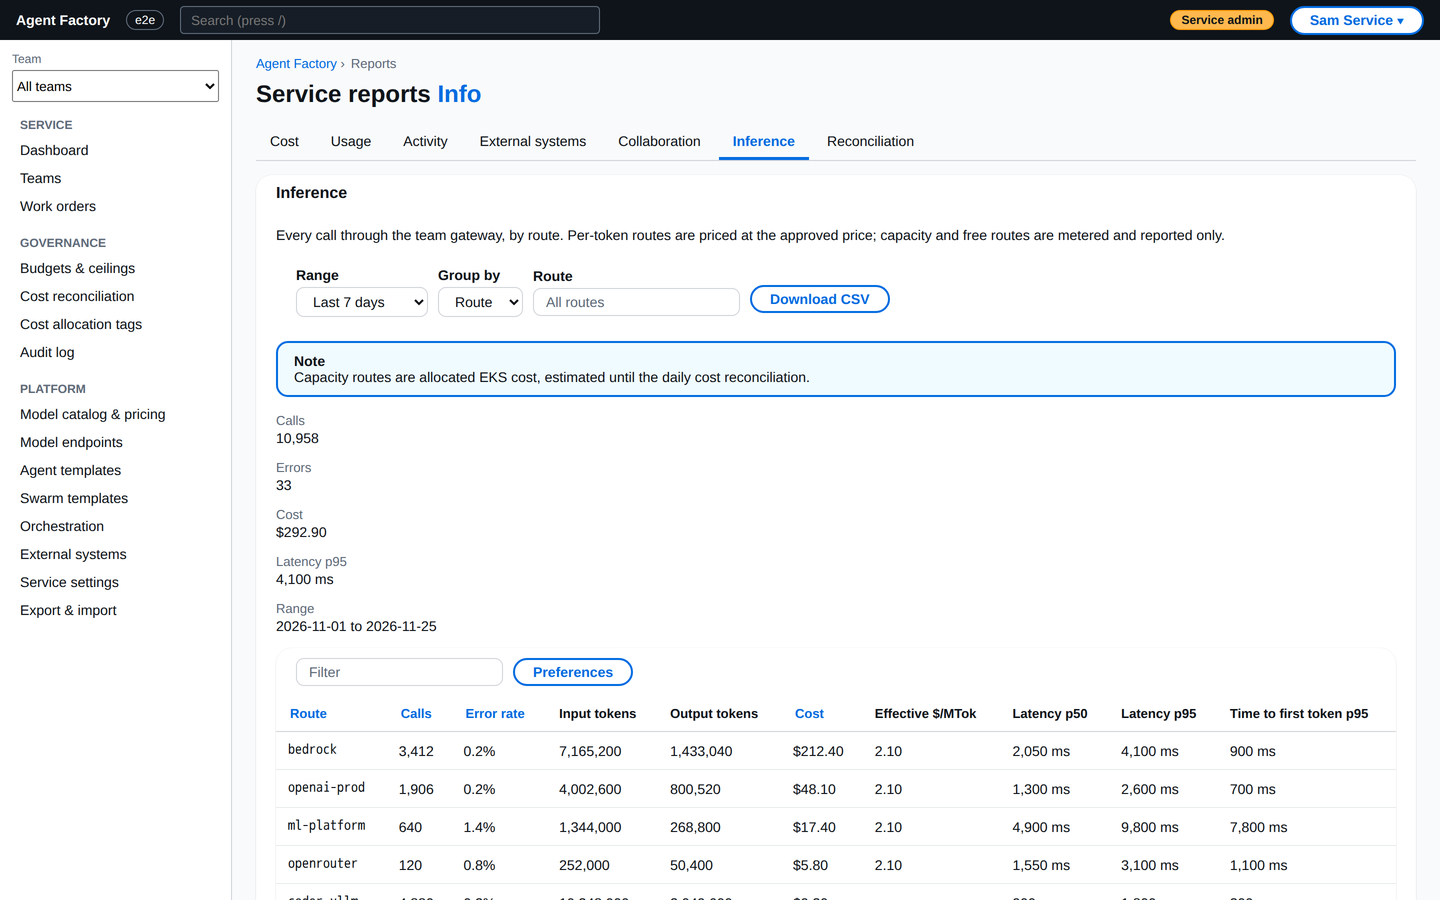 Agent Factory e2e Search (press /) Service admin Sam Service ▾
Team
All teams
SERVICE
Dashboard
Teams
Work orders
GOVERNANCE
Budgets & ceilings
Cost reconciliation
Cost allocation tags
Audit log
PLATFORM
Model catalog & pricing
Model endpoints
Agent templates
Swarm templates
Orchestration
External systems
Service settings
Export & import
Agent Factory › Reports
Service reports Info
Cost Usage Activity External systems Collaboration Inference Reconciliation
Inference
Every call through the team gateway, by route. Per-token routes are priced at the approved price; capacity and free routes are metered and reported only.
Range Group by Route
Last 7 days Route All routes Download CSV
Note
Capacity routes are allocated EKS cost, estimated until the daily cost reconciliation.
Calls
10,958
Errors
33
Cost
$292.90
Latency p95
4,100 ms
Range
2026-11-01 to 2026-11-25
Filter Preferences
Route Calls Error rate Input tokens Output tokens Cost Effective $/MTok Latency p50 Latency p95 Time to first token p95
bedrock 3,412 0.2% 7,165,200 1,433,040 $212.40 2.10 2,050 ms 4,100 ms 900 ms
openai-prod 1,906 0.2% 4,002,600 800,520 $48.10 2.10 1,300 ms 2,600 ms 700 ms
ml-platform 640 1.4% 1,344,000 268,800 $17.40 2.10 4,900 ms 9,800 ms 7,800 ms
openrouter 120 0.8% 252,000 50,400 $5.80 2.10 1,550 ms 3,100 ms 1,100 ms